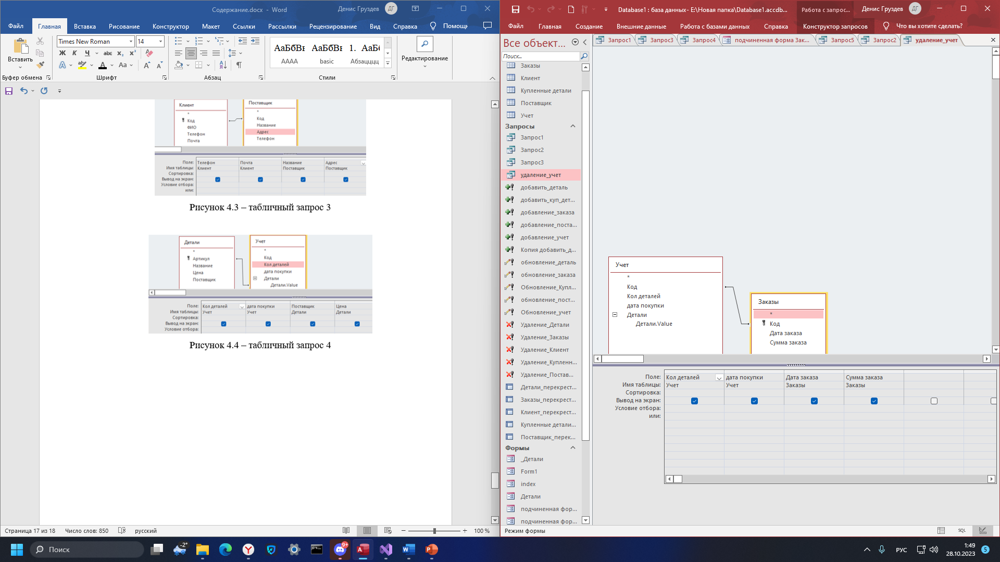 Содержание.docx - Word
Денис Груздев
ДГ
Файл
Главная
Вставка
Рисование
Конструктор
Макет
Ссылки
Рассылки
Рецензирование
Вид
Справка
Помощн
Вставить
Times New Roman
14
Ж К Ч abc x₂ x²
Aa
АаБбВв АаБбВв 1. АаБб
АААА
basic
Абзацццц
Редактирование
Буфер обмена
Шрифт
Абзац
Стили
Клиент
*
Код
ФИО
Телефон
Почта
Поставщик
*
Код
Название
Адрес
Телефон
Поле: Телефон Почта Название Адрес
Имя таблицы: Клиент Клиент Поставщик Поставщик
Сортировка:
Вывод на экран:
Условие отбора:
или:
Рисунок 4.3 – табличный запрос 3
Детали
*
Артикул
Название
Цена
Поставщик
Учет
*
Код
Кол деталей
дата покупки
Детали
Детали.Value
Поле: Кол деталей дата покупки Поставщик Цена
Имя таблицы: Учет Учет Детали Детали
Сортировка:
Вывод на экран:
Условие отбора:
Рисунок 4.4 – табличный запрос 4
Страница 17 из 18
Число слов: 850
русский
100 %
Database1 : база данных- E:\Новая папка\Database1.accdb...
Работа с запрос...
Денис Груздев
ДГ
Файл
Главная
Создание
Внешние данные
Работа с базами данных
Справка
Конструктор запросов
Что вы хотите сделать?
Все объект...
Поиск...
Заказы
Клиент
Купленные детали
Поставщик
Учет
Запросы
Запрос1
Запрос2
Запрос3
удаление_учет
добавить_деталь
добавить_куп_дет...
добавление_заказа
добавление_поста...
добавление_учет
Копия добавить_д...
обновление_деталь
обновление_заказа
Обновление_Купл...
обновление_пост...
Обновление_учет
Удаление_Детали
Удаление_Заказы
Удаление_Клиент
Удаление_Купленн...
Удаление_Постав...
Детали_перекрест...
Заказы_перекрест...
Клиент_перекрест...
Купленные детали...
Поставщик_перек...
Формы
_Детали
Form1
index
Детали
подчиненная фор...
подчиненная фор...
Запрос1
Запрос3
Запрос4
подчиненная форма Зак...
Запрос5
Запрос2
удаление_учет
Учет
*
Код
Кол деталей
дата покупки
Детали
Детали.Value
Заказы
*
Код
Дата заказа
Сумма заказа
Поле: Кол деталей дата покупки Дата заказа Сумма заказа
Имя таблицы: Учет Учет Заказы Заказы
Сортировка:
Вывод на экран:
Условие отбора:
или:
Режим формы
SQL
Поиск
-2°
9+
РУС
1:49
28.10.2023
5